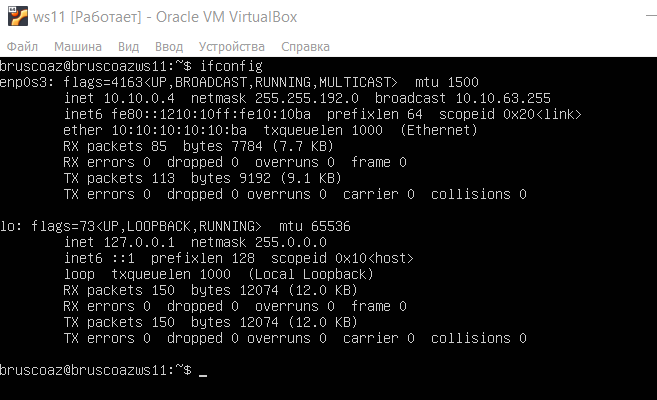 ws11 [Работает] - Oracle VM VirtualBox
Файл Машина Вид Ввод Устройства Справка
bruscoaz@bruscoazws11:~$ ifconfig
enp0s3: flags=4163<UP,BROADCAST,RUNNING,MULTICAST> mtu 1500
inet 10.10.0.4 netmask 255.255.192.0 broadcast 10.10.63.255
inet6 fe80::1210:10ff:fe10:10ba prefixlen 64 scopeid 0x20<link>
ether 10:10:10:10:10:ba txqueuelen 1000 (Ethernet)
RX packets 85 bytes 7784 (7.7 KB)
RX errors 0 dropped 0 overruns 0 frame 0
TX packets 113 bytes 9192 (9.1 KB)
TX errors 0 dropped 0 overruns 0 carrier 0 collisions 0
lo: flags=73<UP,LOOPBACK,RUNNING> mtu 65536
inet 127.0.0.1 netmask 255.0.0.0
inet6 ::1 prefixlen 128 scopeid 0x10<host>
loop txqueuelen 1000 (Local Loopback)
RX packets 150 bytes 12074 (12.0 KB)
RX errors 0 dropped 0 overruns 0 frame 0
TX packets 150 bytes 12074 (12.0 KB)
TX errors 0 dropped 0 overruns 0 carrier 0 collisions 0
bruscoaz@bruscoazws11:~$ _